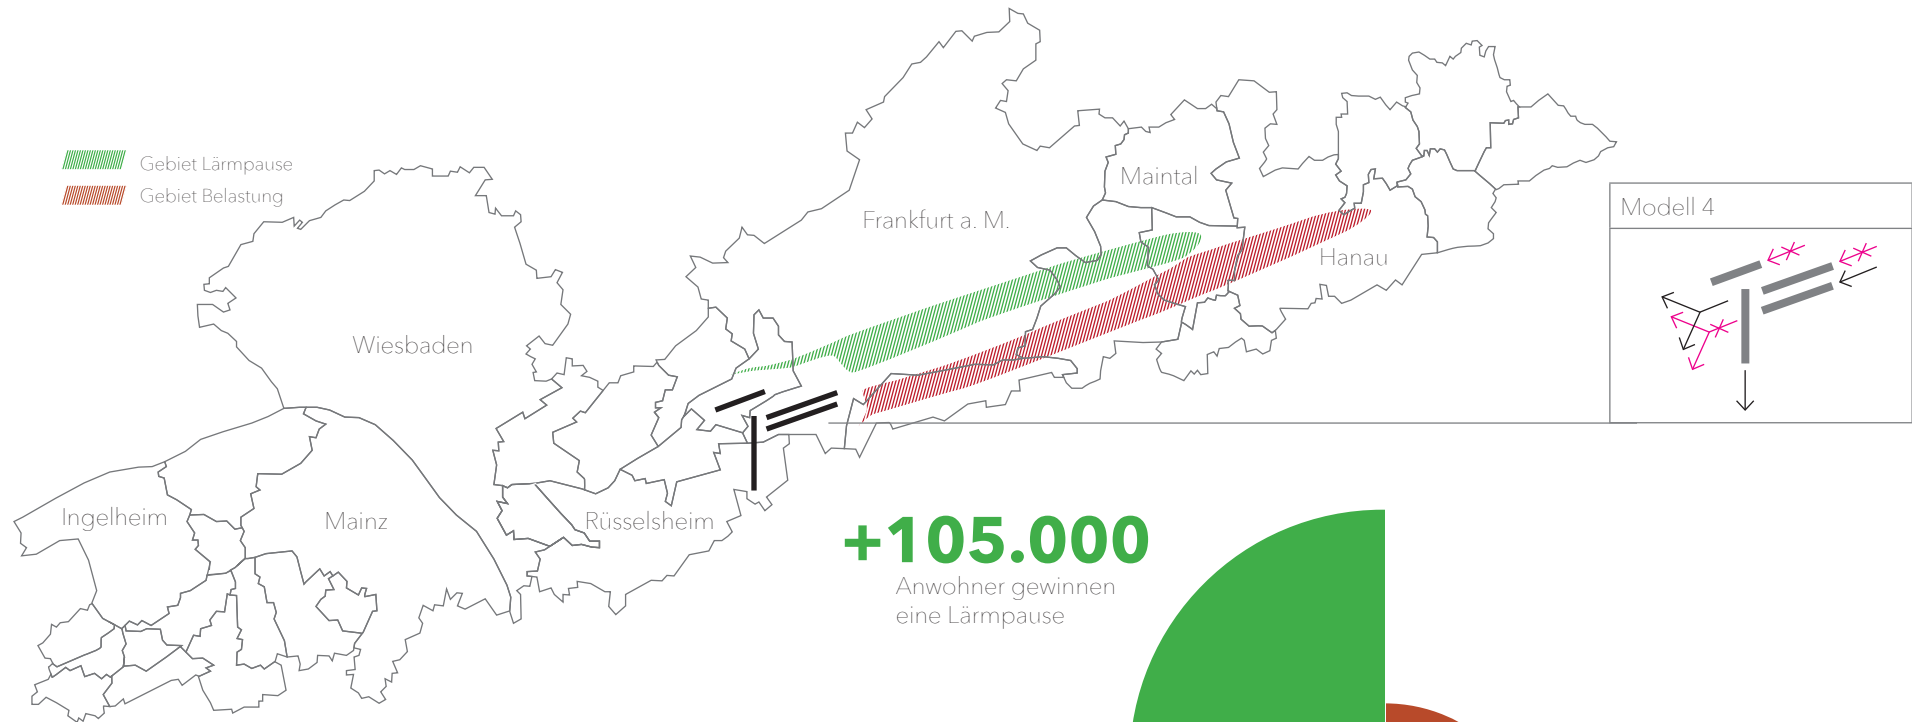 Gebiet Lärmpause
Gebiet Belastung
Maintal
Frankfurt a. M.
Modell 4
Hanau
Wiesbaden
Ingelheim
Mainz
Rüsselsheim
+105.000
Anwohner gewinnen
eine Lärmpause